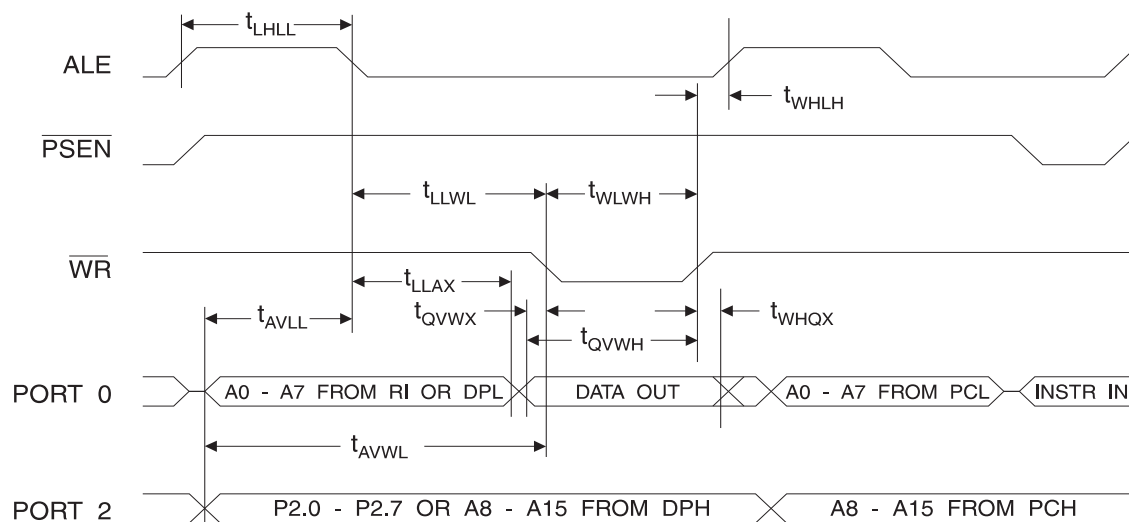 tLHLL
ALE
tWHLH
PSEN
tLLWL
tWLWH
WR
tLLAX
tAVLL
tQVWX
tWHQX
tQVWH
PORT 0
A0 - A7 FROM RI OR DPL
DATA OUT
A0 - A7 FROM PCL
INSTR IN
tAVWL
PORT 2
P2.0 - P2.7 OR A8 - A15 FROM DPH
A8 - A15 FROM PCH